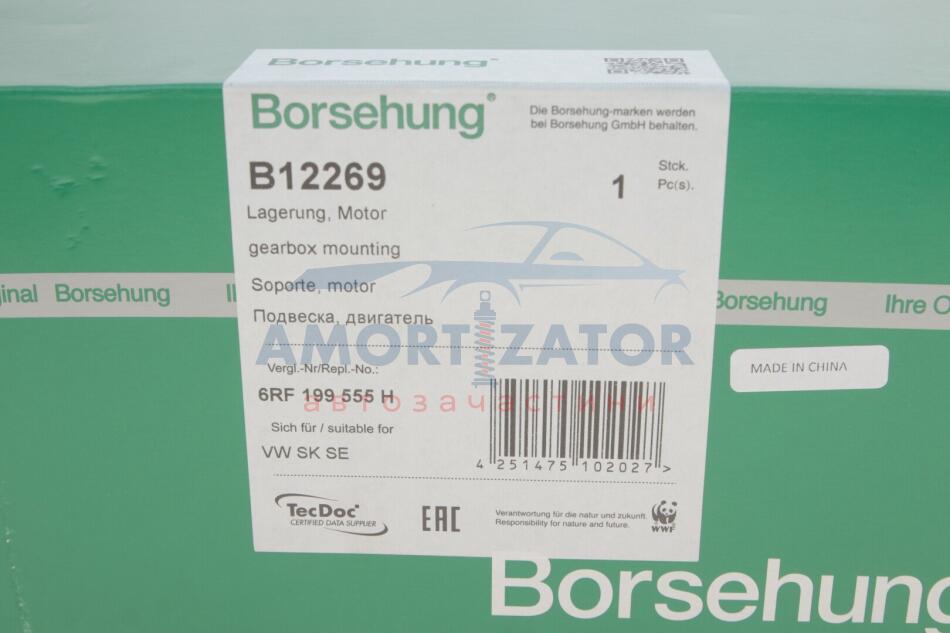 Borsehung®
Borsehung®
Die Borsehung-marken werden
bei Borsehung GmbH behalten.
B12269
1
Stck.
Pc(s).
Lagerung, Motor
gearbox mounting
Soporte, motor
Подвеска, двигатель
Borsehung
Borsehung
Ihre
AMORTIZATOR
автозачастини
MADE IN CHINA
Vergl.-Nr/Repl.-No.:
6RF 199 555 H
Sich für / suitable for
VW SK SE
4 251475 102027 >
TecDoc
CERTIFIED DATA SUPPLIER
EAC
Verantwortung für die natur und zukunft.
Responsibility for nature and future.
WWF
Borsehung